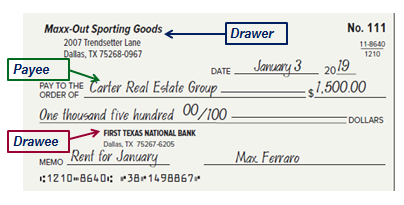 Maxx-Out Sporting Goods
2007 Trendsetter Lane
Dallas, TX 75268-0967
Drawer
No. 111
11-8640
1210
Payee
DATE January 3 2019
PAY TO THE
ORDER OF Carter Real Estate Group $ 1,500.00
One thousand five hundred 00/100 DOLLARS
Drawee
FIRST TEXAS NATIONAL BANK
Dallas, TX 75267-6205
MEMO Rent for January Max Ferraro
⑆1210⑉8640⑆ ⑈38⑈1498867⑈